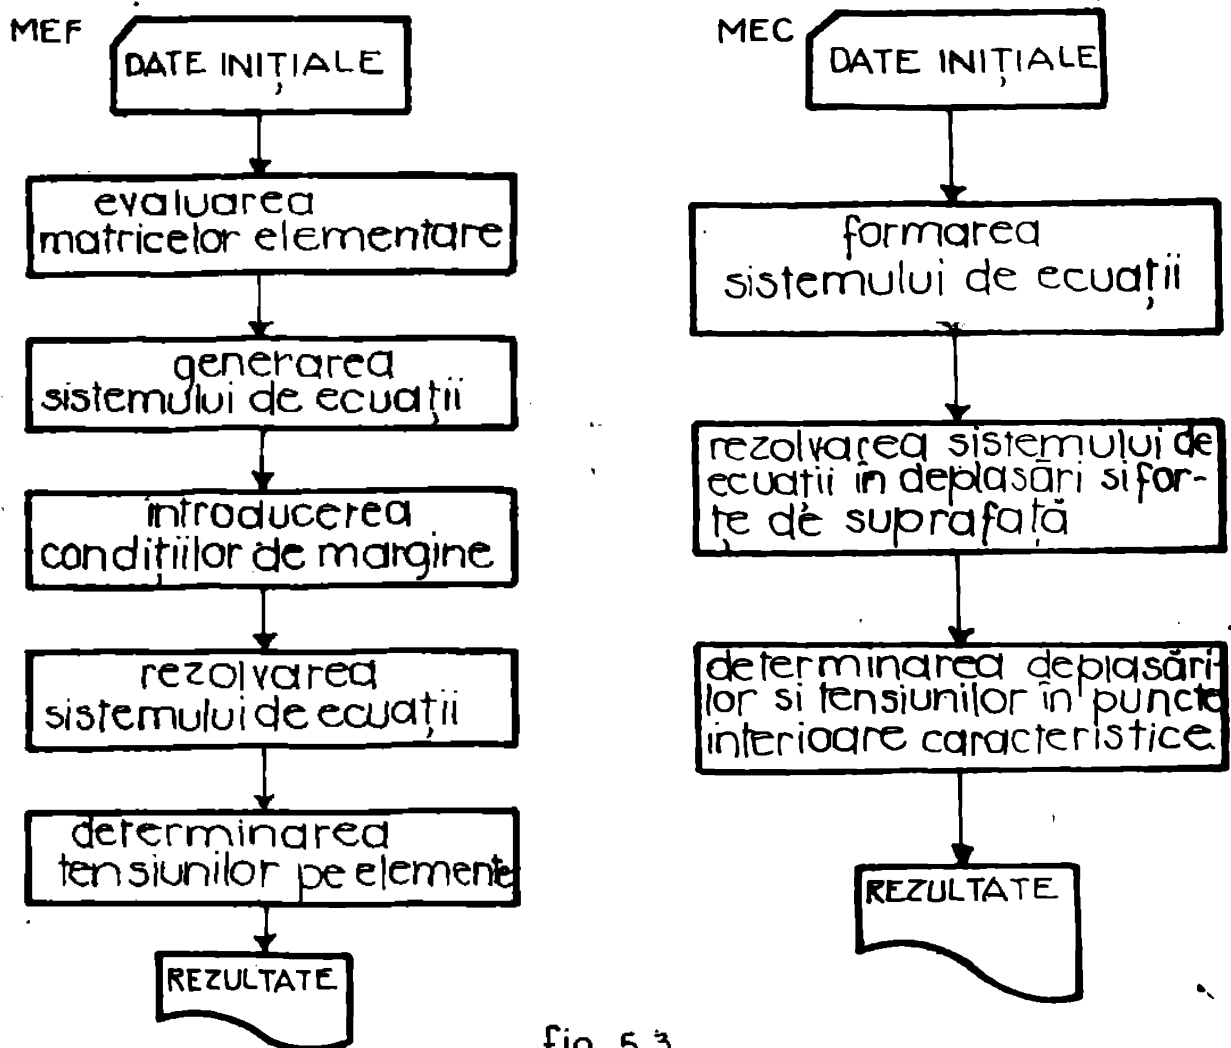 MEF
DATE INIȚIALE
evaluarea
matricelor elementare
generarea
sistemului de ecuații
introducerea
condițiilor de margine
rezolvarea
sistemului de ecuații
determinarea
tensiunilor pe elemente
REZULTATE
MEC
DATE INIȚIALE
formarea
sistemului de ecuații
rezolvarea sistemului de
ecuații în deplasări si for-
țe de suprafață
determinarea deplasări-
lor si tensiunilor în puncte
interioare caracteristice
REZULTATE
fig. 5.3